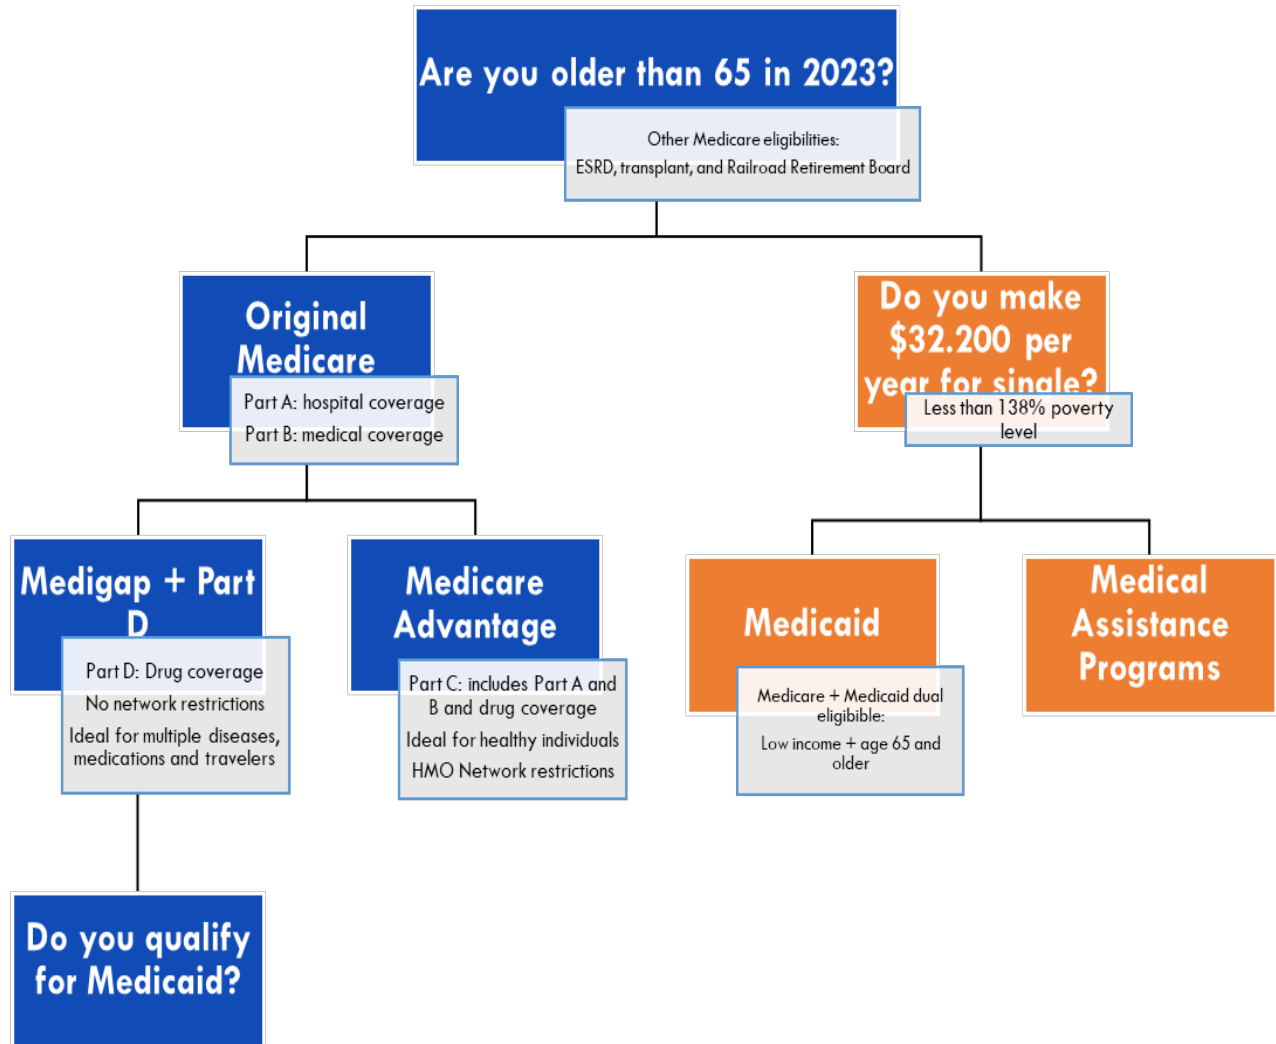 Are you older than 65 in 2023?
Other Medicare eligibilities:
ESRD, transplant, and Railroad Retirement Board
Original
Medicare
Part A: hospital coverage
Part B: medical coverage
Do you make
$32.200 per
year for single?
Less than 138% poverty
level
Medigap + Part
D
Part D: Drug coverage
No network restrictions
Ideal for multiple diseases,
medications and travelers
Medicare
Advantage
Part C: includes Part A and
B and drug coverage
Ideal for healthy individuals
HMO Network restrictions
Medicaid
Medicare + Medicaid dual
eligible:
Low income + age 65 and
older
Medical
Assistance
Programs
Do you qualify
for Medicaid?